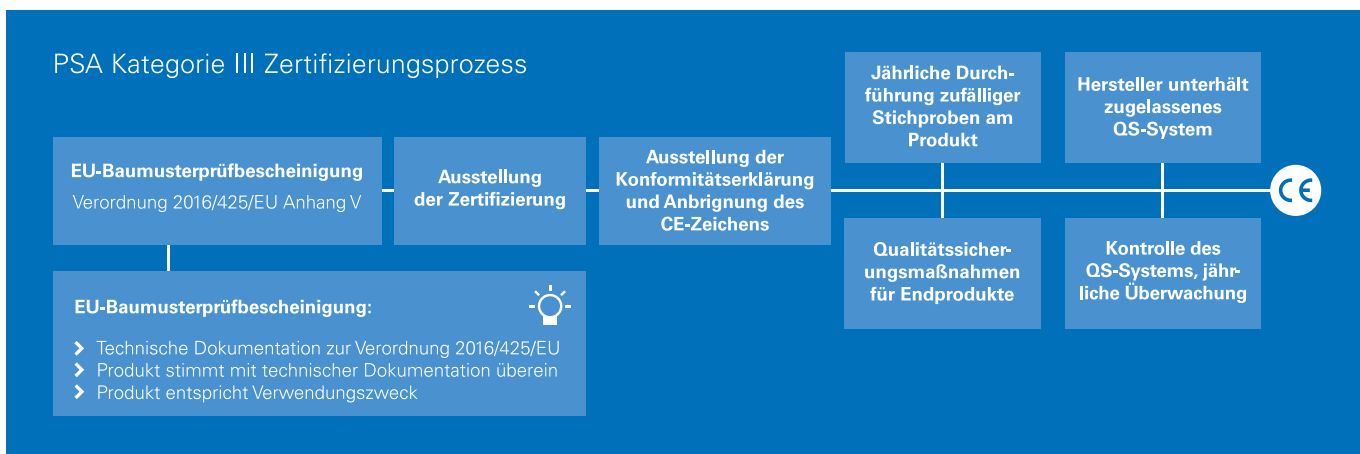 PSA Kategorie III Zertifizierungsprozess
EU-Baumusterprüfbescheinigung
Verordnung 2016/425/EU Anhang V
Ausstellung
der Zertifizierung
Ausstellung der
Konformitätserklärung
und Anbrignung des
CE-Zeichens
Jährliche Durch-
führung zufälliger
Stichproben am
Produkt
Qualitätssicher-
ungsmaßnahmen
für Endprodukte
Hersteller unterhält
zugelassenes
QS-System
Kontrolle des
QS-Systems, jähr-
liche Überwachung
CE
EU-Baumusterprüfbescheinigung:
Technische Dokumentation zur Verordnung 2016/425/EU
Produkt stimmt mit technischer Dokumentation überein
Produkt entspricht Verwendungszweck